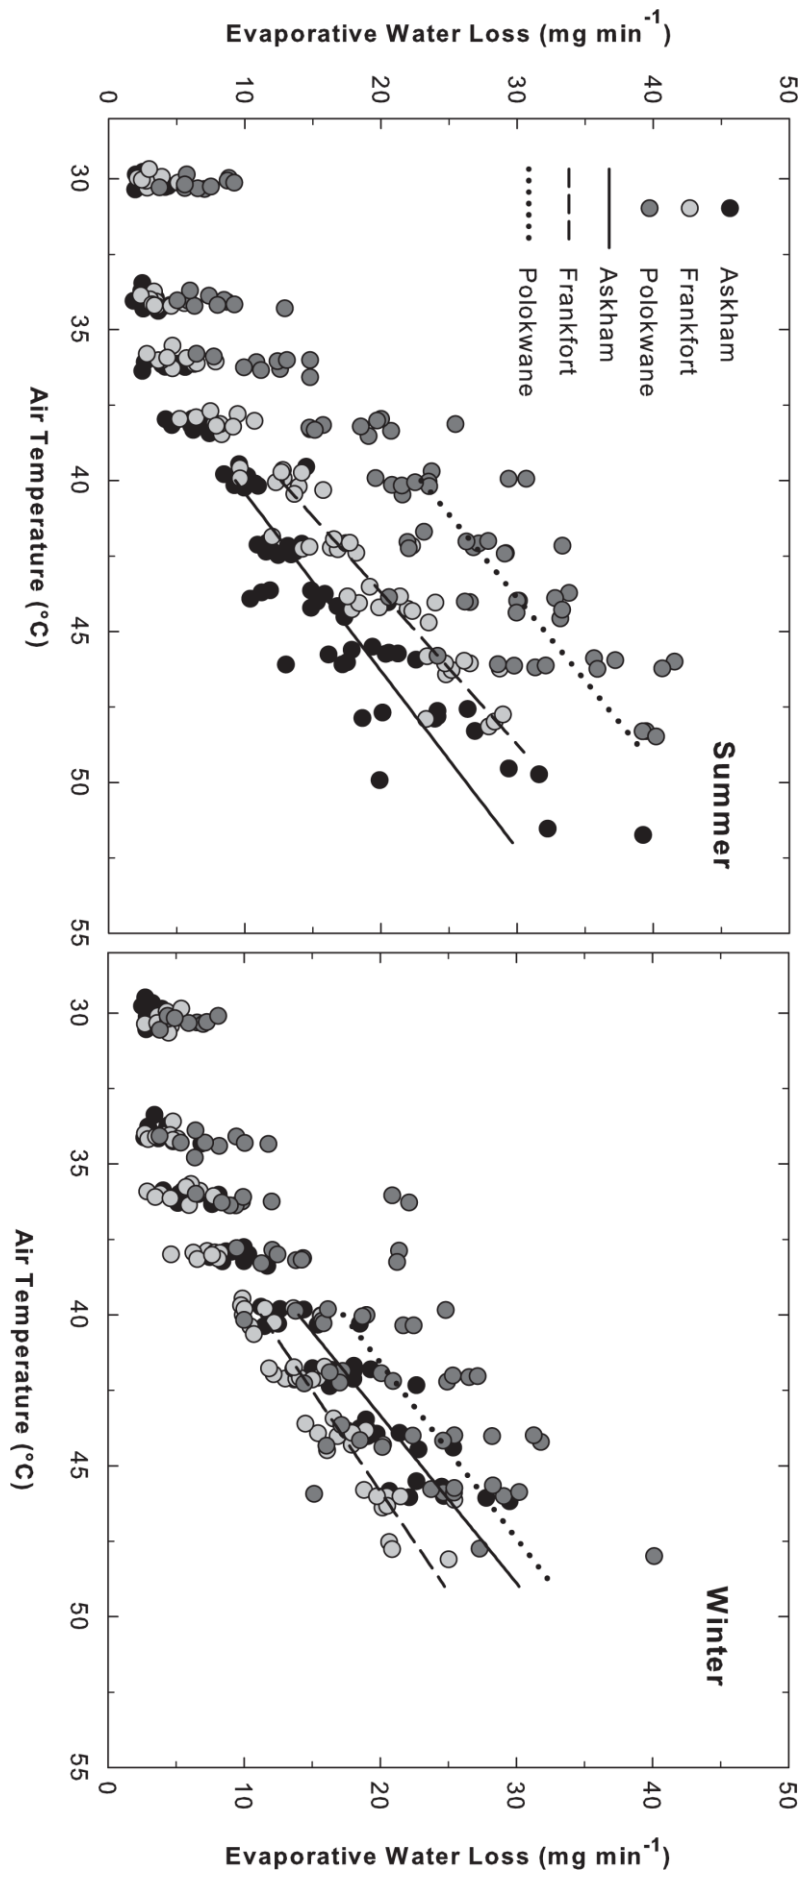 Evaporative Water Loss (mg min⁻¹)
50
40
30
20
10
0
Askham
Frankfort
Polokwane
Askham
Frankfort
Polokwane
Summer
30
35
40
45
50
55
Air Temperature (°C)
Winter
30
35
40
45
50
55
Air Temperature (°C)
50
40
30
20
10
0
Evaporative Water Loss (mg min⁻¹)